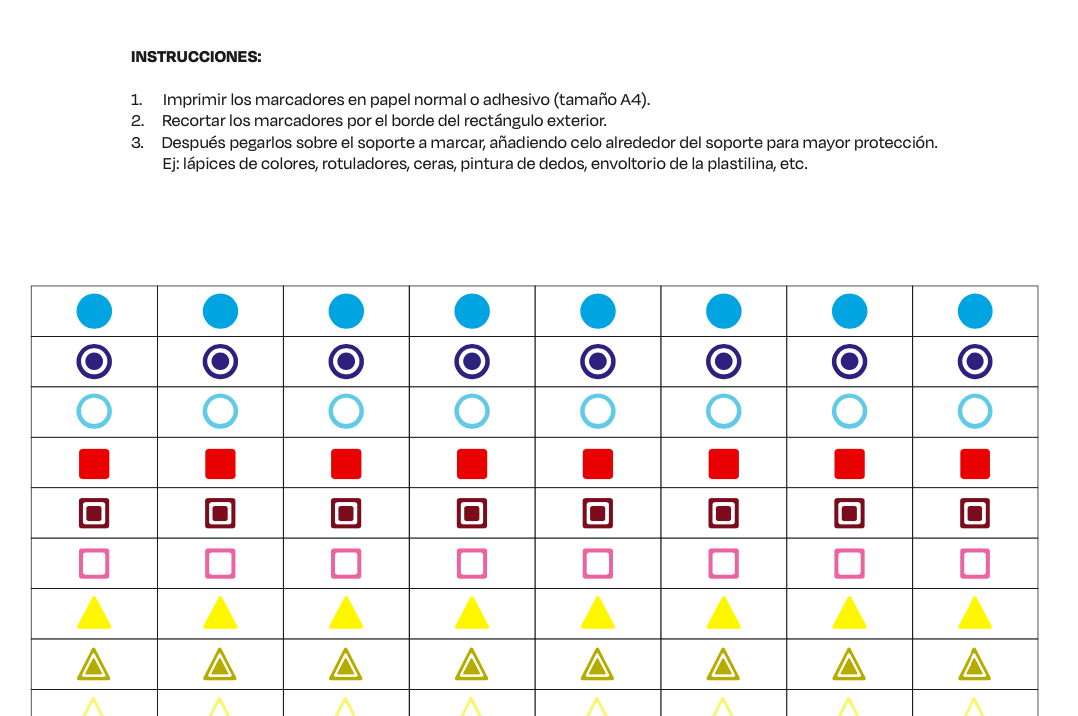 INSTRUCCIONES:
1. Imprimir los marcadores en papel normal o adhesivo (tamaño A4).
2. Recortar los marcadores por el borde del rectángulo exterior.
3. Después pegarlos sobre el soporte a marcar, añadiendo celo alrededor del soporte para mayor protección.
Ej: lápices de colores, rotuladores, ceras, pintura de dedos, envoltorio de la plastilina, etc.